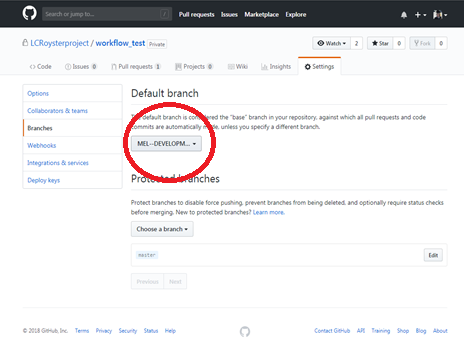 Search or jump to...
Pull requests Issues Marketplace Explore
LCRoysterproject / workflow_test Private
Watch 2 Star 0 Fork 0
Code Issues 0 Pull requests 1 Projects 0 Wiki Insights Settings
Options
Collaborators & teams
Branches
Webhooks
Integrations & services
Deploy keys
Default branch
default branch is considered the "base" branch in your repository, against which all pull requests and code
commits are automatically made, unless you specify a different branch.
MEL--DEVELOPM...
Protected branches
Protect branches to disable force pushing, prevent branches from being deleted, and optionally require status checks
before merging. New to protected branches? Learn more.
Choose a branch
master Edit
Previous Next
© 2018 GitHub, Inc. Terms Privacy Security Status Help
Contact GitHub API Training Shop Blog About